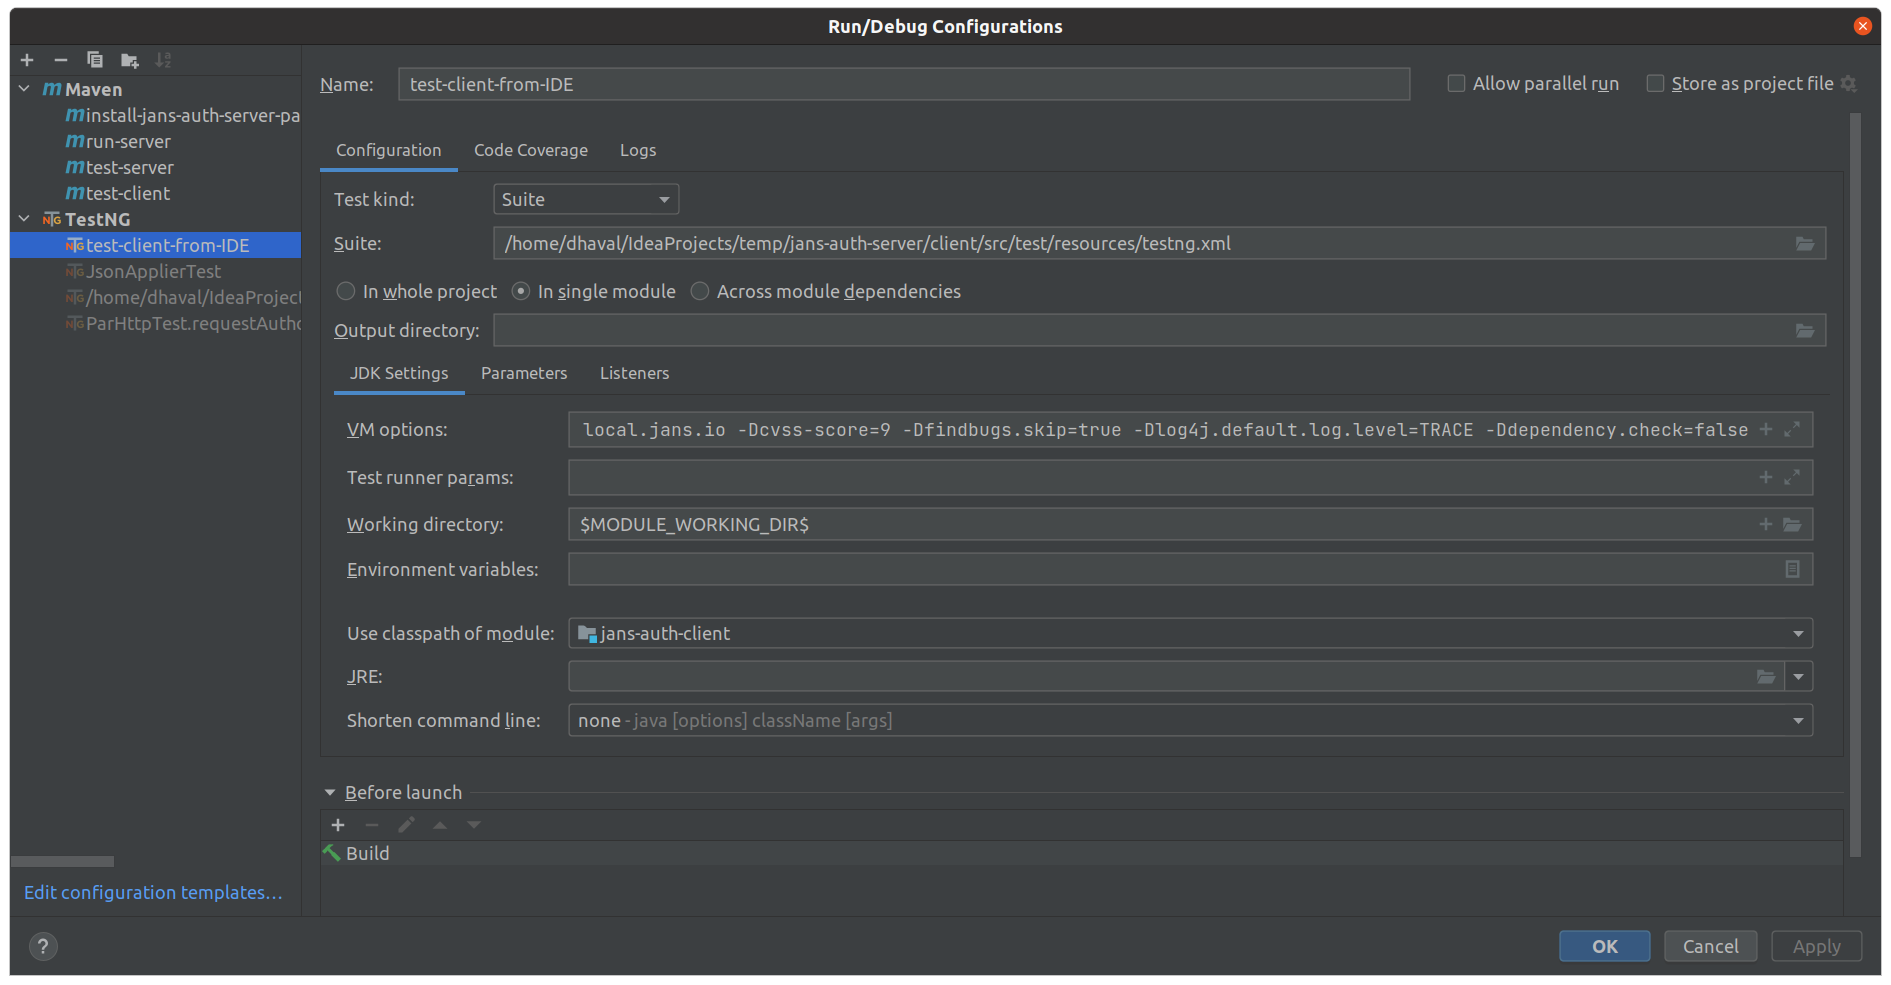 Run/Debug Configurations
Maven
install-jans-auth-server-pa
run-server
test-server
test-client
TestNG
test-client-from-IDE
JsonApplierTest
/home/dhaval/IdeaProject
ParHttpTest.requestAutho
Edit configuration templates...
Name: test-client-from-IDE
Allow parallel run
Store as project file
Configuration Code Coverage Logs
Test kind: Suite
Suite: /home/dhaval/IdeaProjects/temp/jans-auth-server/client/src/test/resources/testng.xml
In whole project In single module Across module dependencies
Output directory:
JDK Settings Parameters Listeners
VM options: local.jans.io -Dcvss-score=9 -Dfindbugs.skip=true -Dlog4j.default.log.level=TRACE -Ddependency.check=false
Test runner params:
Working directory: $MODULE_WORKING_DIR$
Environment variables:
Use classpath of module: jans-auth-client
JRE:
Shorten command line: none - java [options] className [args]
Before launch
Build
? OK Cancel Apply